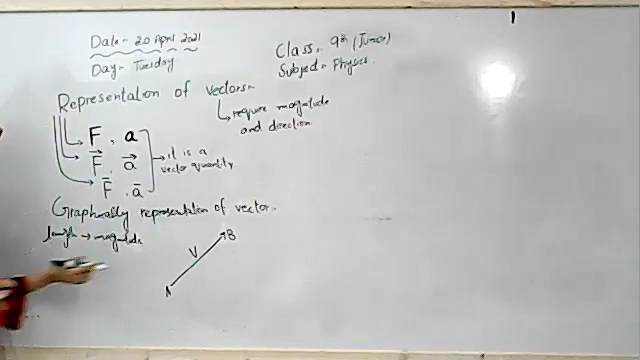 Date:- 20 April 2021
Day:- Tuesday
Class:- 9th (Junior)
Subject:- Physics.
Representation of vectors:-
require magnitude
and direction
F , a
F⃗ , a⃗
F̄ , ā
it is a
vector quantity.
Graphically representation of vector.
length → magnitude
A
V
B